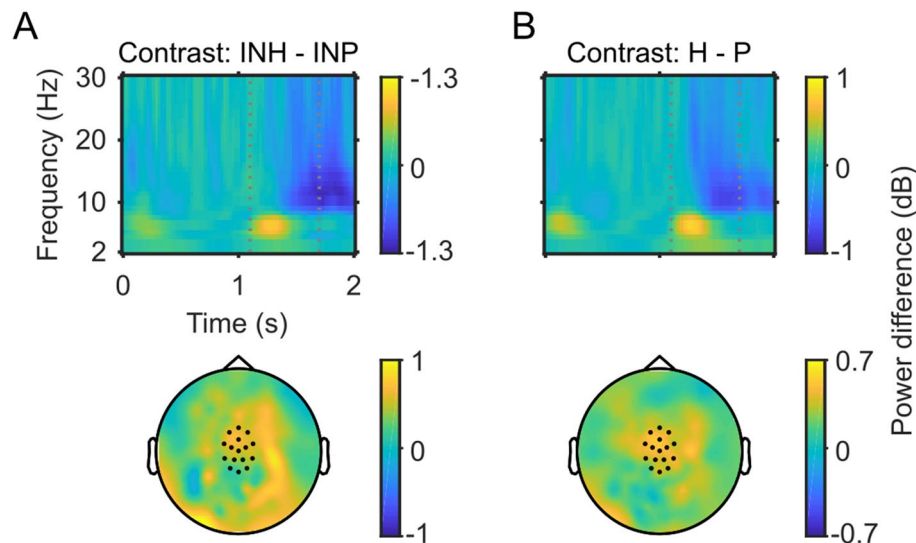 A
Contrast: INH - INP
Frequency (Hz)
30
20
10
2
0
1
2
Time (s)
-1.3
0
-1.3
1
0
-1
B
Contrast: H - P
1
0
-1
0.7
0
-0.7
Power difference (dB)